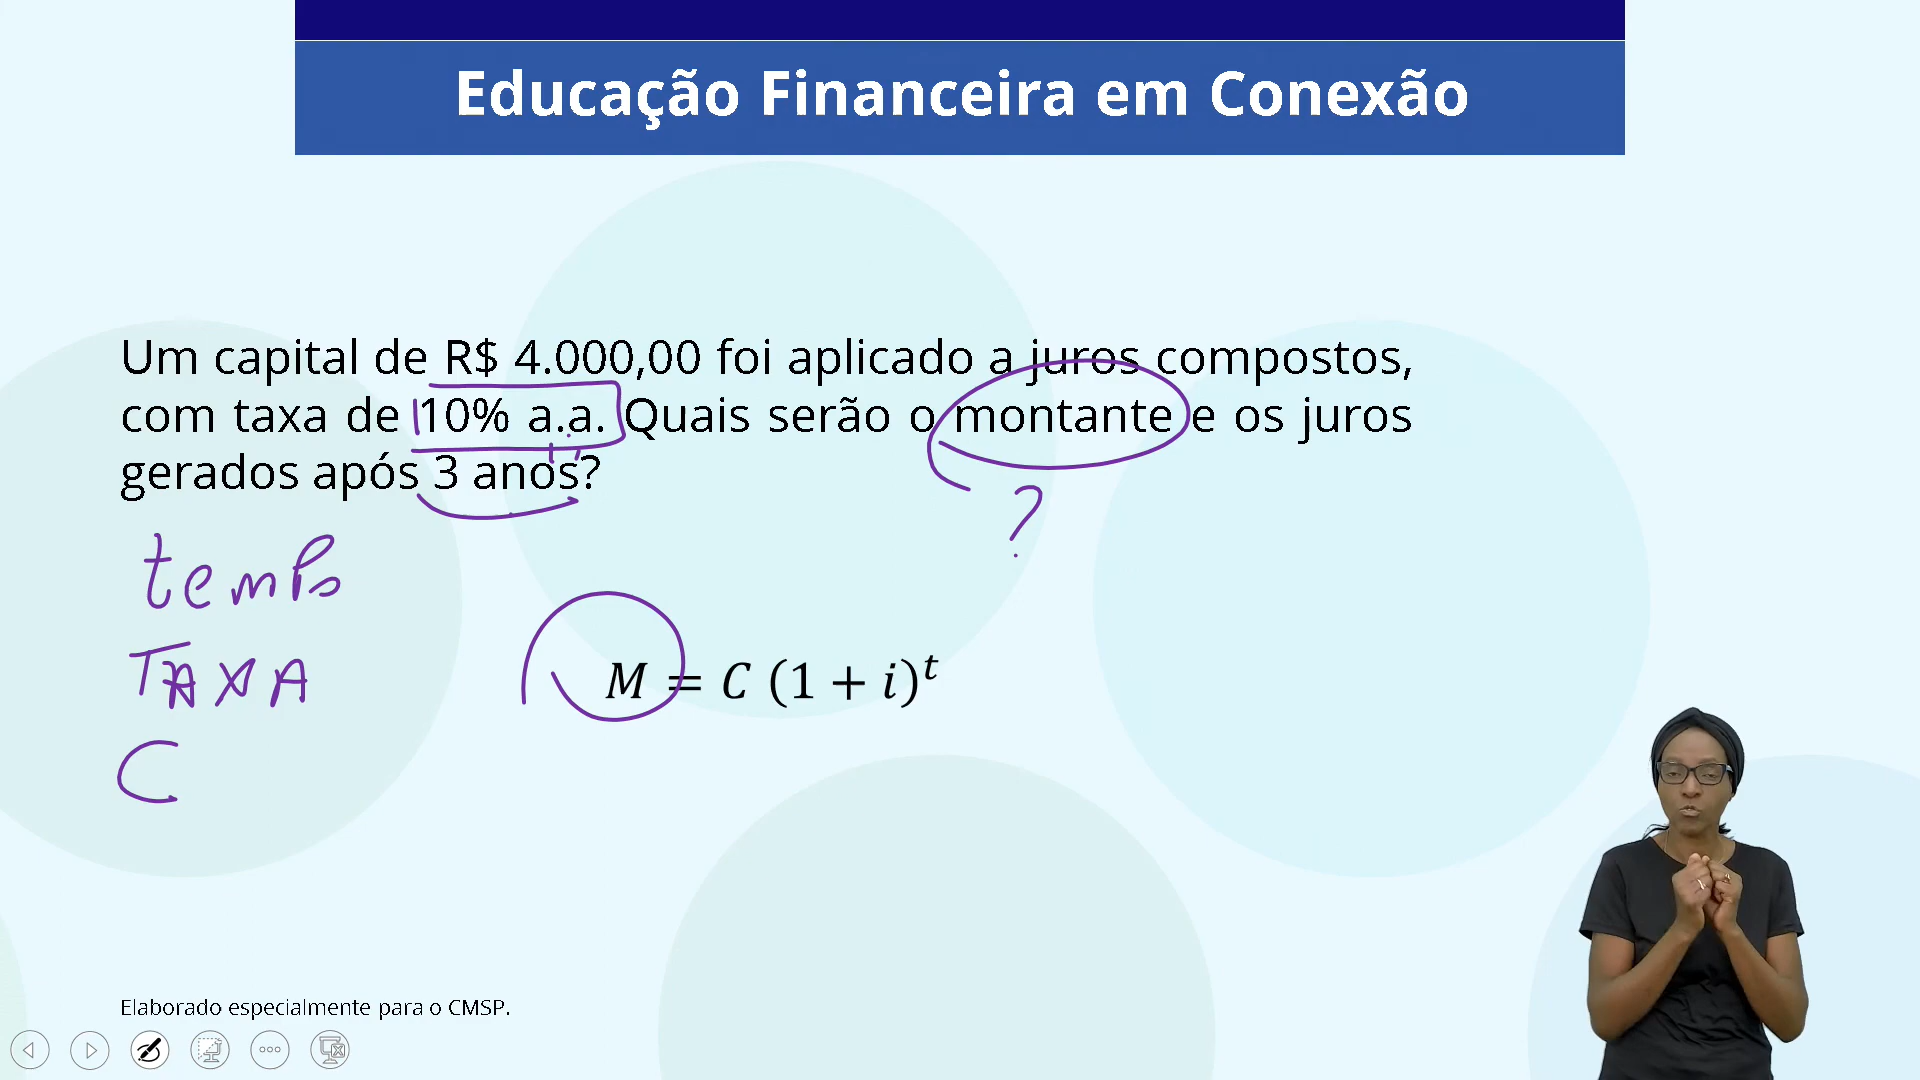 Educação Financeira em Conexão
Um capital de R$ 4.000,00 foi aplicado a juros compostos,
com taxa de 10% a.a. Quais serão o montante e os juros
gerados após 3 anos?
?
tempo
TAXA
M = C (1 + i)^t
C
Elaborado especialmente para o CMSP.